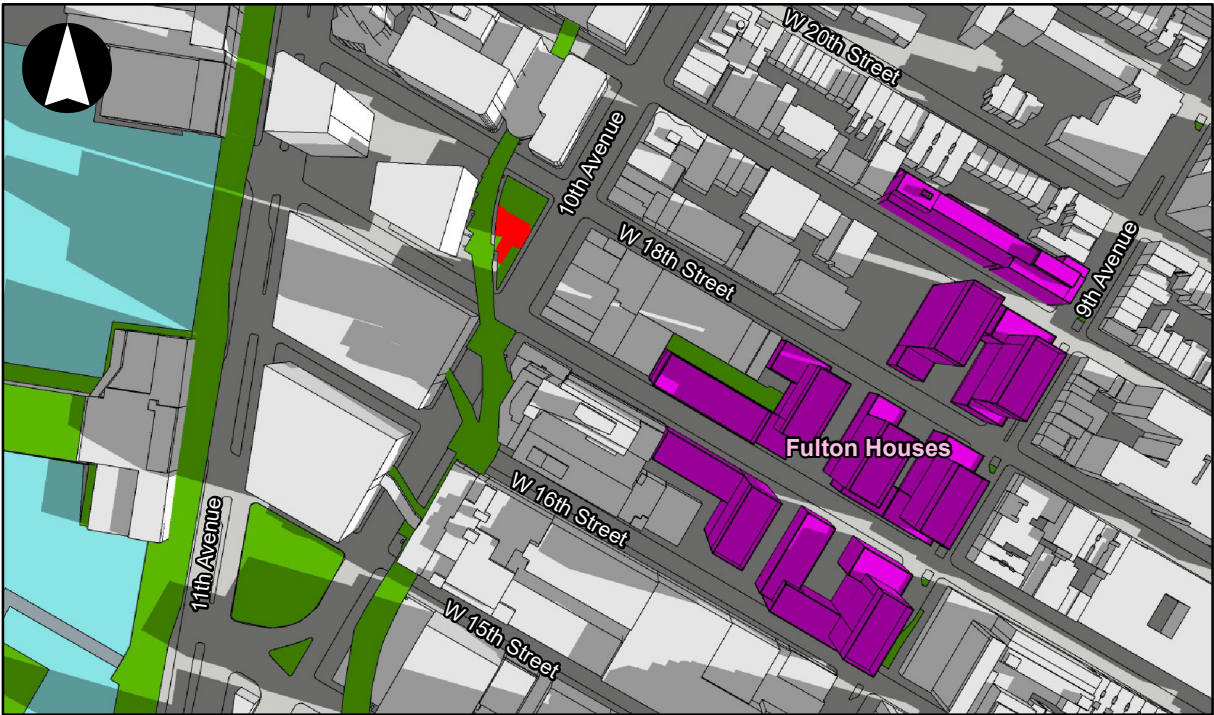 W 20th Street
10th Avenue
W 18th Street
9th Avenue
Fulton Houses
W 16th Street
11th Avenue
W 15th Street